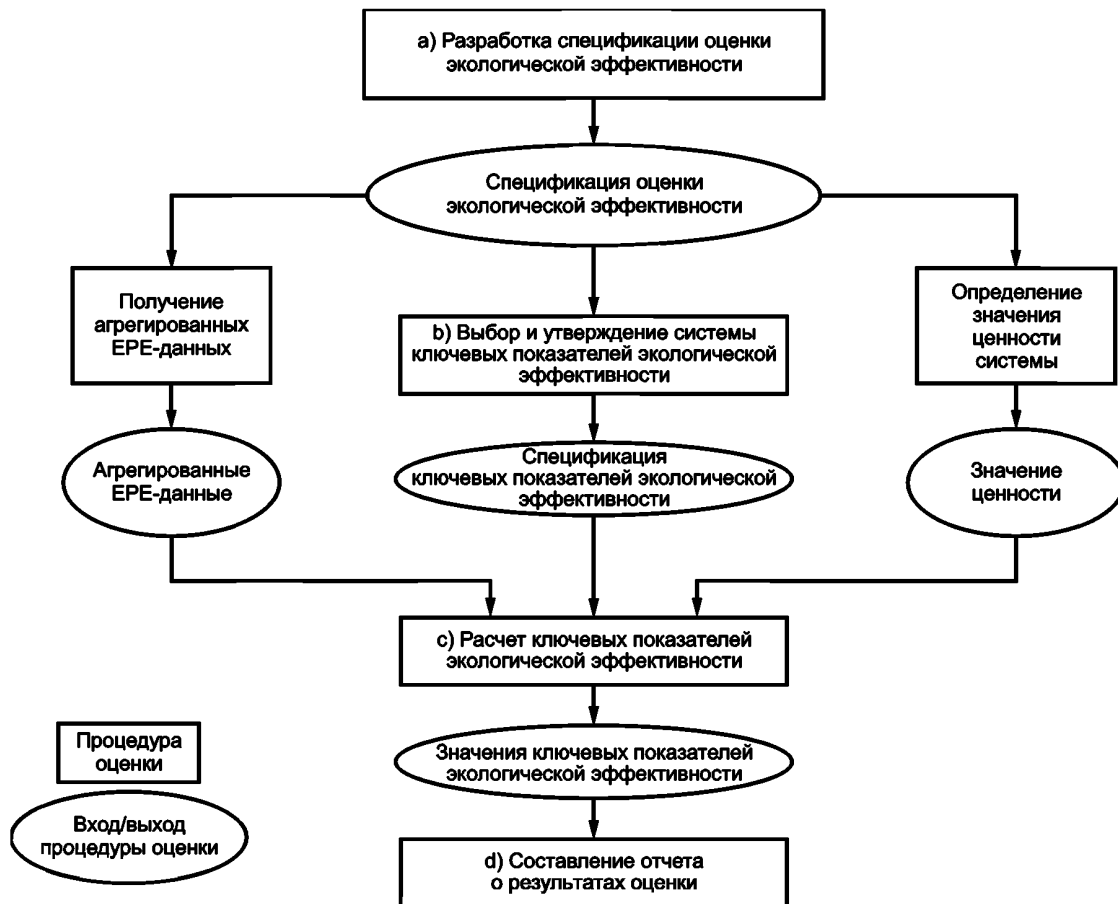 a) Разработка спецификации оценки
экологической эффективности
Спецификация оценки
экологической эффективности
Получение
агрегированных
EPE-данных
b) Выбор и утверждение системы
ключевых показателей экологической
эффективности
Определение
значения
ценности
системы
Агрегированные
EPE-данные
Спецификация
ключевых показателей экологической
эффективности
Значение
ценности
c) Расчет ключевых показателей
экологической эффективности
Процедура
оценки
Значения ключевых показателей
экологической эффективности
Вход/выход
процедуры оценки
d) Составление отчета
о результатах оценки